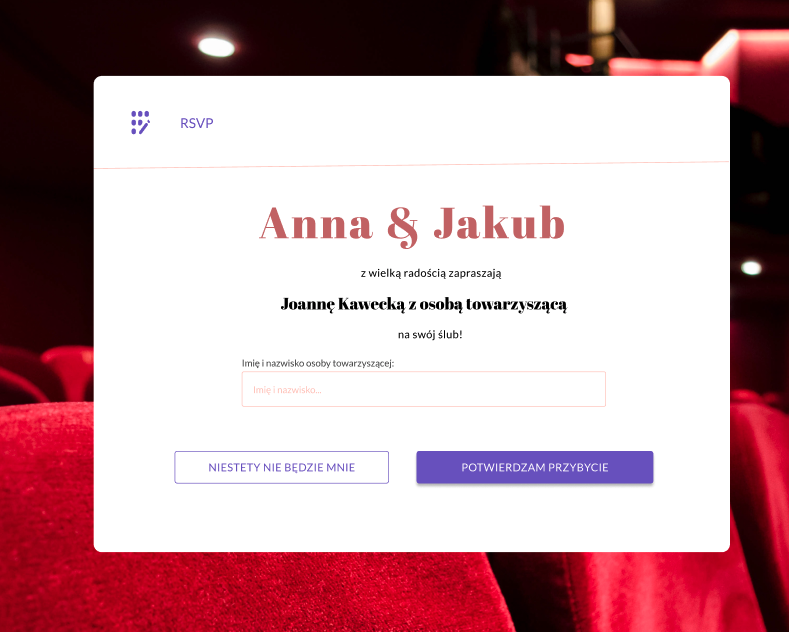 RSVP
Anna & Jakub
z wielką radością zapraszają
Joannę Kawecką z osobą towarzyszącą
na swój ślub!
Imię i nazwisko osoby towarzyszącej:
Imię i nazwisko...
NIESTETY NIE BĘDZIE MNIE
POTWIERDZAM PRZYBYCIE